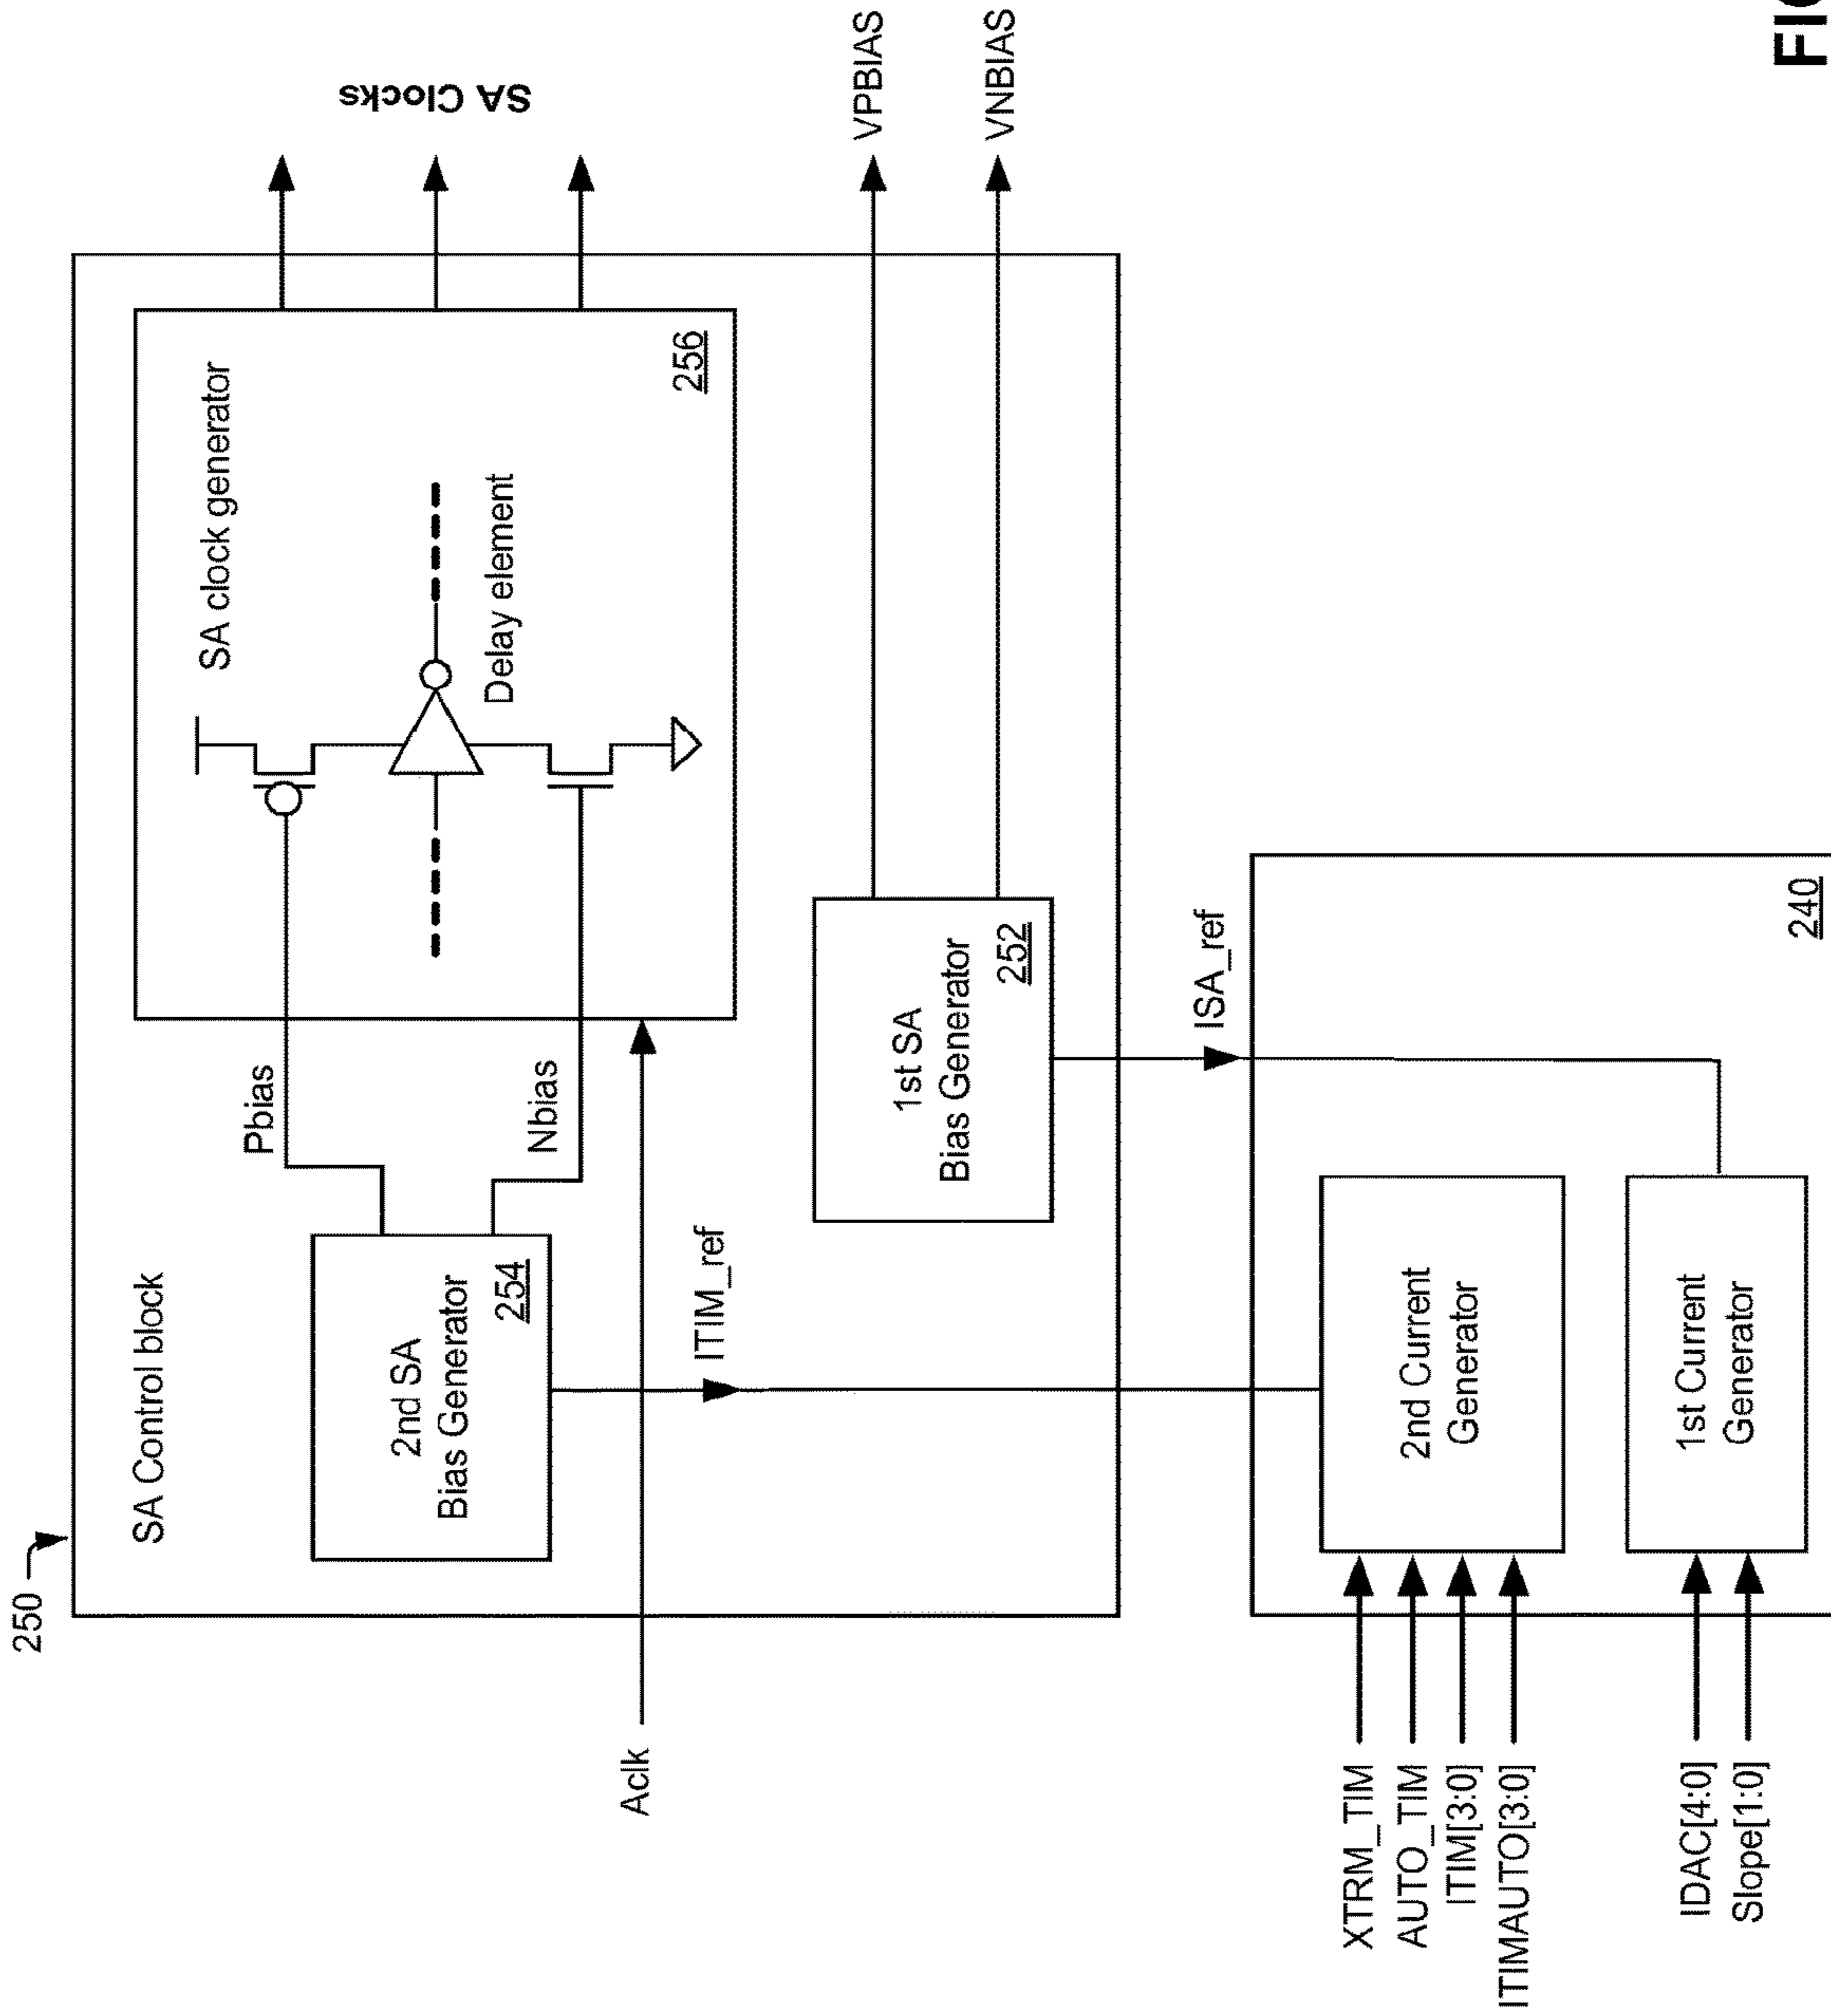 250
SA Control block
2nd SA
Bias Generator
254
Pbias
Nbias
SA clock generator
Delay element
256
SA Clocks
Aclk
ITIM_ref
1st SA
Bias Generator
252
VPBIAS
VNBIAS
ISA_ref
XTRM_TIM
AUTO_TIM
ITIM[3:0]
ITIMAUTO[3:0]
2nd Current
Generator
IDAC[4:0]
Slope[1:0]
1st Current
Generator
240